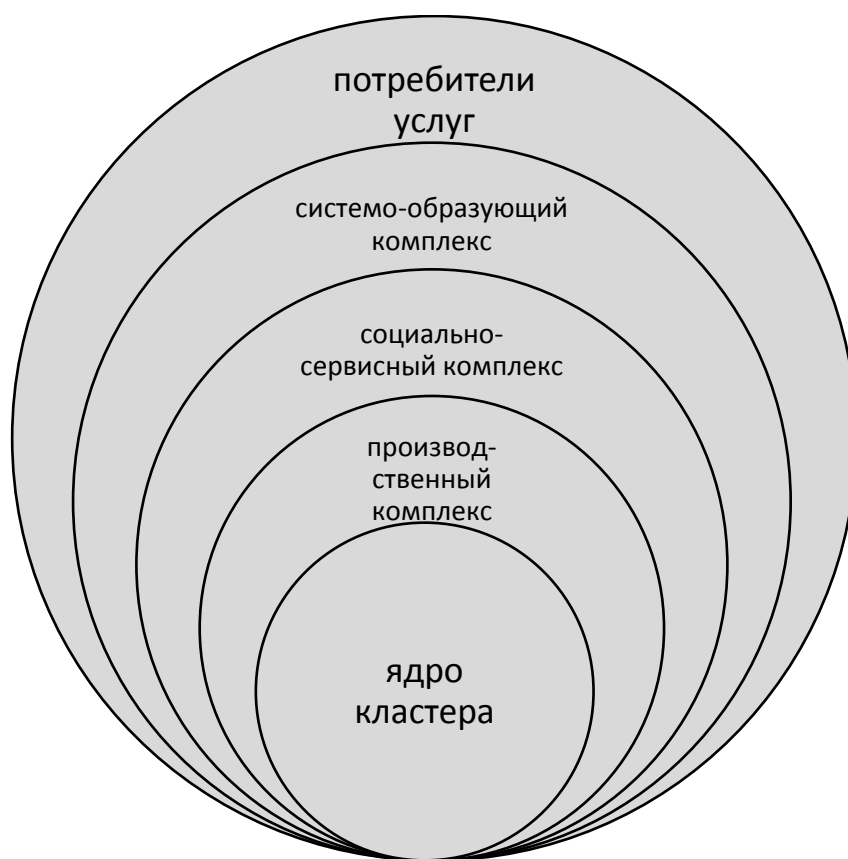 потребители
услуг
системо-образующий
комплекс
социально-
сервисный комплекс
производ-
ственный
комплекс
ядро
кластера